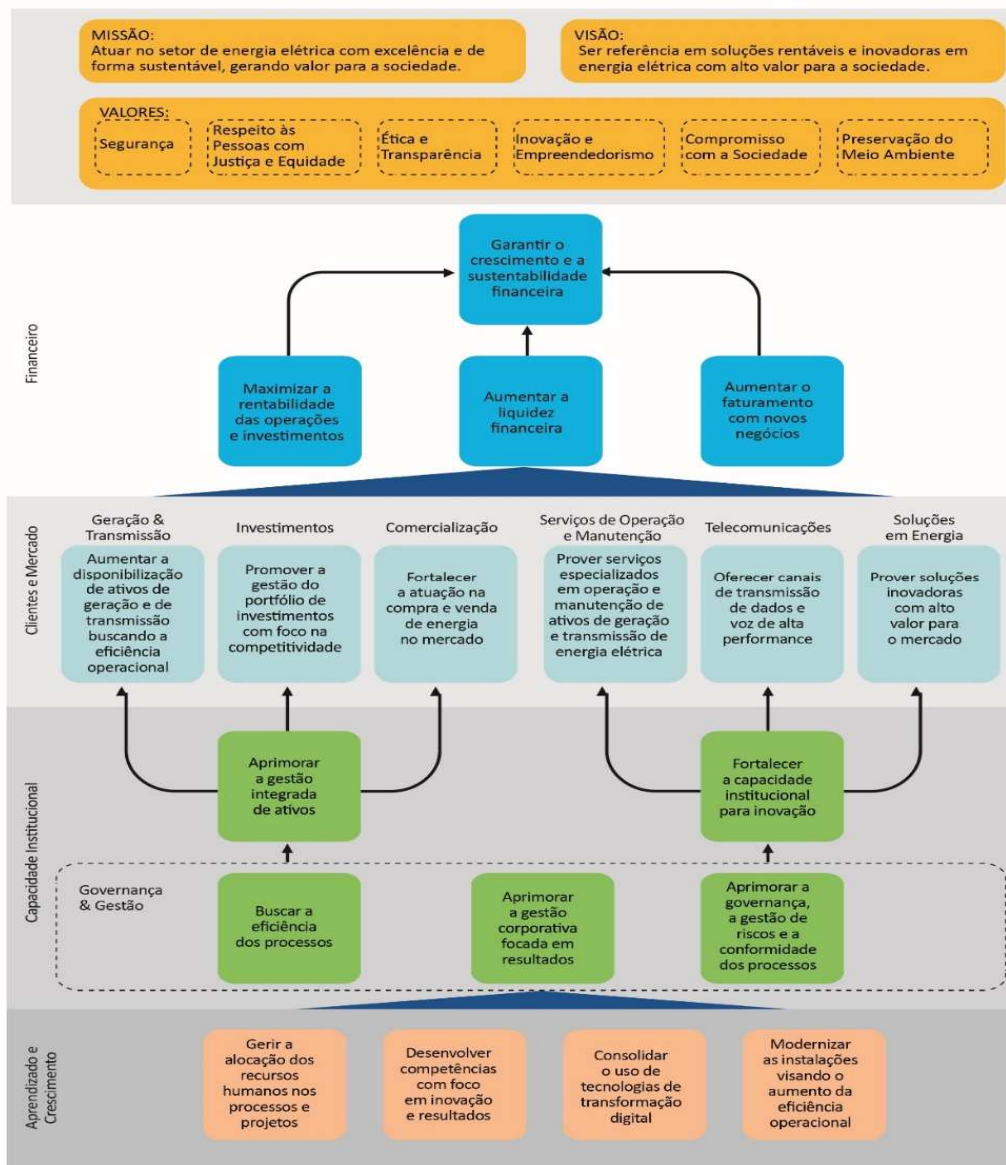 MISSÃO:
Atuar no setor de energia elétrica com excelência e de
forma sustentável, gerando valor para a sociedade.
VISÃO:
Ser referência em soluções rentáveis e inovadoras em
energia elétrica com alto valor para a sociedade.
VALORES:
Segurança
Respeito às
Pessoas com
Justiça e Equidade
Ética e
Transparência
Inovação e
Empreendedorismo
Compromisso
com a Sociedade
Preservação do
Meio Ambiente
Financeiro
Garantir o
crescimento e a
sustentabilidade
financeira
Maximizar a
rentabilidade
das operações
e investimentos
Aumentar a
liquidez
financeira
Aumentar o
faturamento
com novos
negócios
Clientes e Mercado
Geração &
Transmissão
Aumentar a
disponibilização
de ativos de
geração e de
transmissão
buscando a
eficiência
operacional
Investimentos
Promover a
gestão do
portfólio de
investimentos
com foco na
competitividade
Comercialização
Fortalecer
a atuação na
compra e venda
de energia
no mercado
Serviços de Operação
e Manutenção
Prover serviços
especializados
em operação e
manutenção de
ativos de geração
e transmissão de
energia elétrica
Telecomunicações
Oferecer canais
de transmissão
de dados e
voz de alta
performance
Soluções
em Energia
Prover soluções
inovadoras
com alto
valor para
o mercado
Capacidade Institucional
Aprimorar
a gestão
integrada
de ativos
Fortalecer
a capacidade
institucional
para inovação
Governança
& Gestão
Buscar a
eficiência
dos processos
Aprimorar
a gestão
corporativa
focada em
resultados
Aprimorar a
governança,
a gestão de
riscos e a
conformidade
dos processos
Aprendizado e
Crescimento
Gerir a
alocação dos
recursos
humanos nos
processos e
projetos
Desenvolver
competências
com foco
em inovação
e resultados
Consolidar
o uso de
tecnologias de
transformação
digital
Modernizar
as instalações
visando o
aumento da
eficiência
operacional